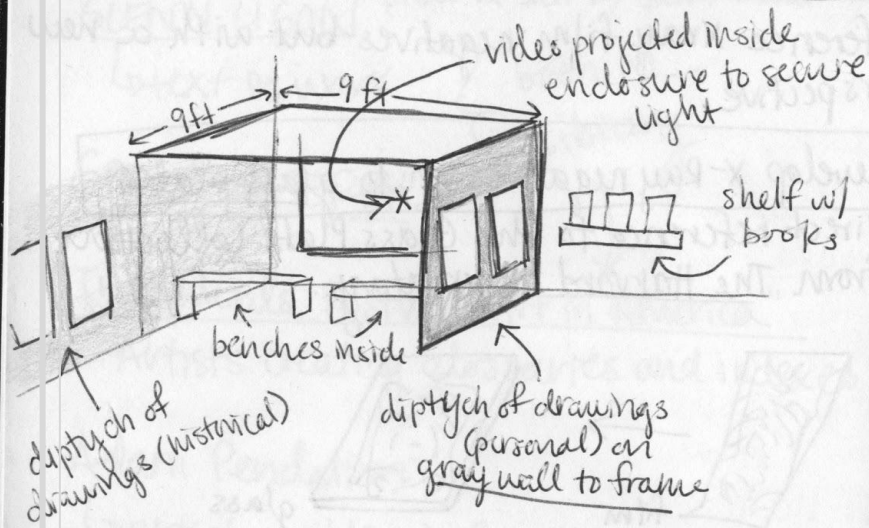 video projected inside
enclosure to secure
light
9ft
9ft
shelf w/
books
benches inside
diptych of
drawings (historical)
diptych of drawings
(personal) on
gray wall to frame